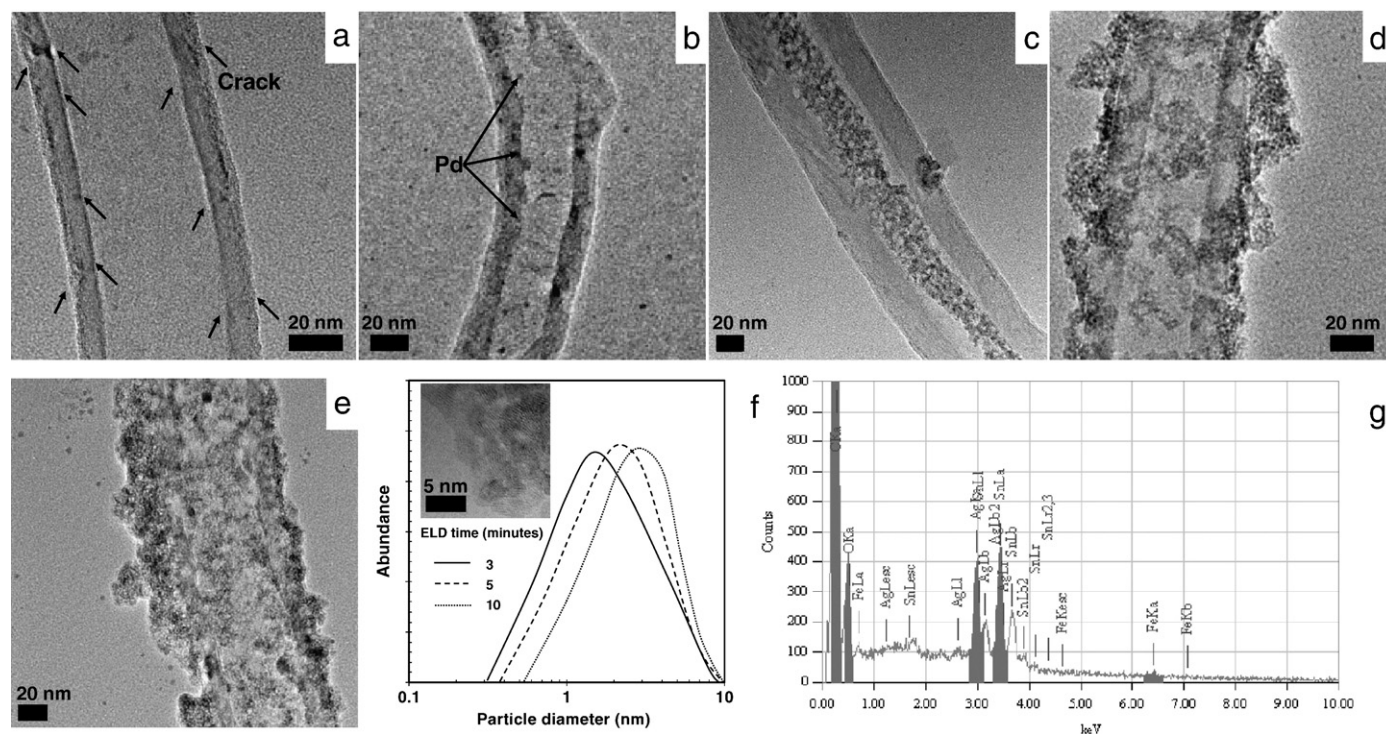 a
Crack
20 nm
b
Pd
20 nm
c
20 nm
d
20 nm
e
20 nm
f
Abundance
5 nm
ELD time (minutes)
3
5
10
0.1
1
10
Particle diameter (nm)
g
Counts
1000
900
800
700
600
500
400
300
200
100
0
OKa
OKa
FeLa
AgLesc
SnLesc
AgLl
SnLl
AgLb
AgLb2
SnLa
SnLb
SnLb2
SnLr
SnLr2,3
FeKesc
FeKa
FeKb
0.00
1.00
2.00
3.00
4.00
5.00
6.00
7.00
8.00
9.00
10.00
keV